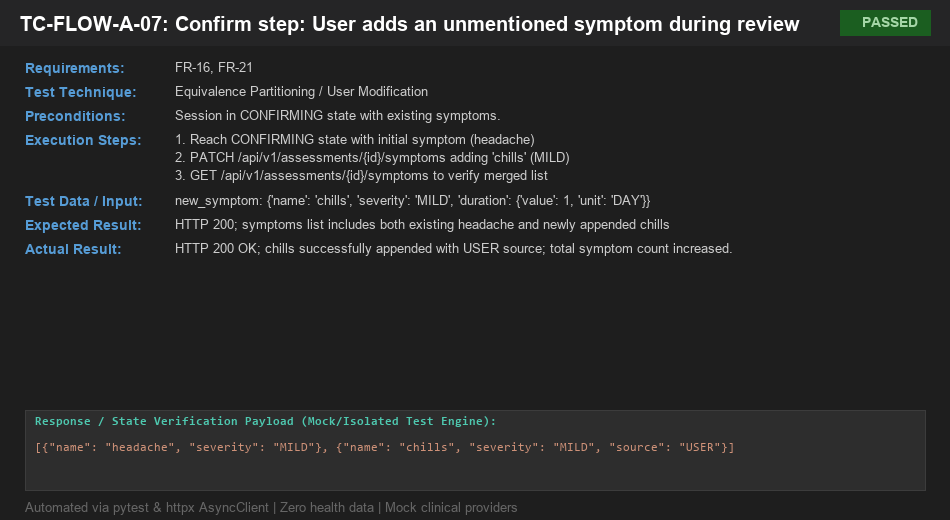 TC-FLOW-A-07: Confirm step: User adds an unmentioned symptom during review
PASSED
Requirements: FR-16, FR-21
Test Technique: Equivalence Partitioning / User Modification
Preconditions: Session in CONFIRMING state with existing symptoms.
Execution Steps: 1. Reach CONFIRMING state with initial symptom (headache)
2. PATCH /api/v1/assessments/{id}/symptoms adding 'chills' (MILD)
3. GET /api/v1/assessments/{id}/symptoms to verify merged list
Test Data / Input: new_symptom: {'name': 'chills', 'severity': 'MILD', 'duration': {'value': 1, 'unit': 'DAY'}}
Expected Result: HTTP 200; symptoms list includes both existing headache and newly appended chills
Actual Result: HTTP 200 OK; chills successfully appended with USER source; total symptom count increased.
Response / State Verification Payload (Mock/Isolated Test Engine):
[{"name": "headache", "severity": "MILD"}, {"name": "chills", "severity": "MILD", "source": "USER"}]
Automated via pytest & httpx AsyncClient | Zero health data | Mock clinical providers